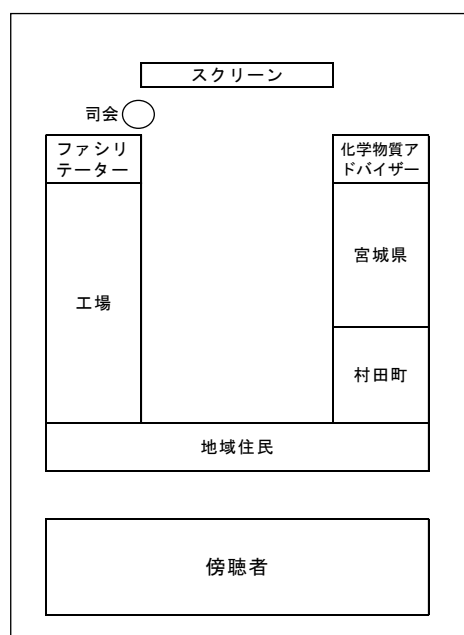 スクリーン
司会
ファシリ
テーター
化学物質ア
ドバイザー
宮城県
工場
村田町
地域住民
傍聴者